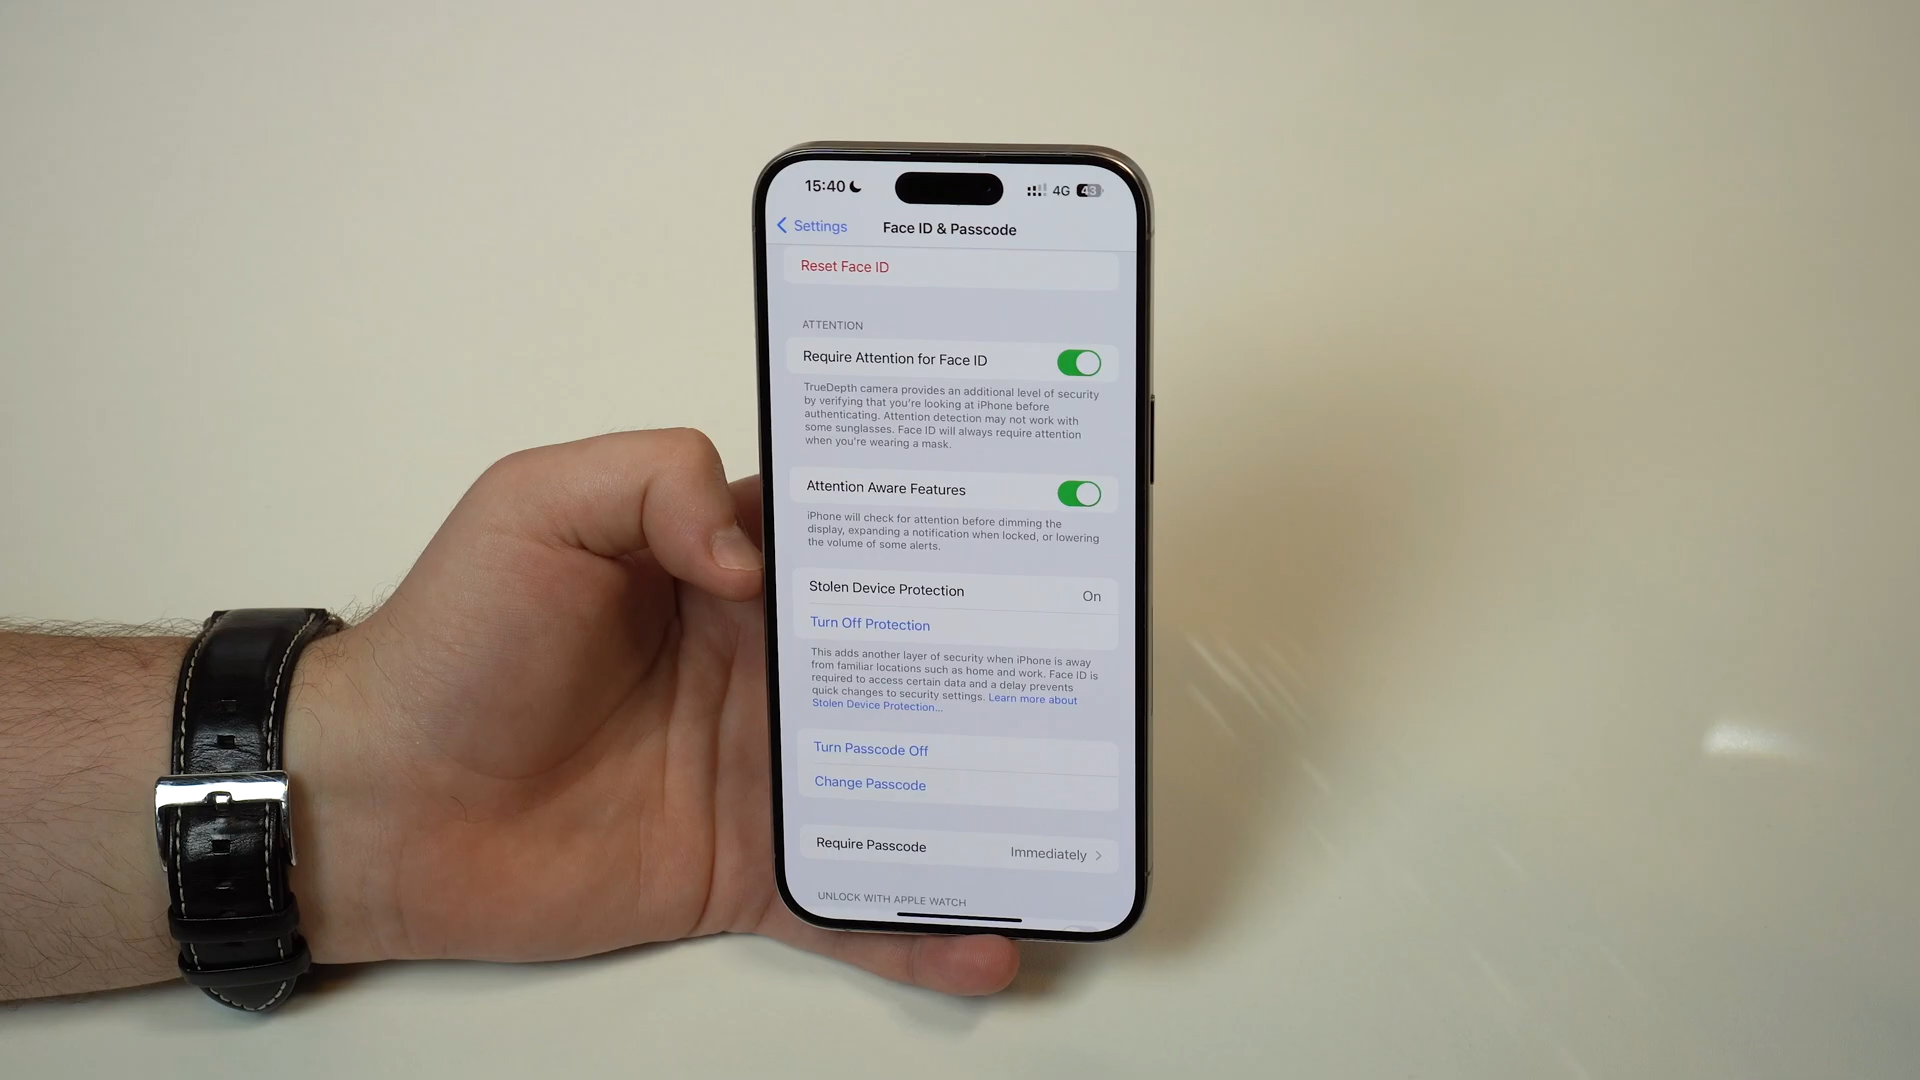 15:40 4G 43
Settings Face ID & Passcode
Reset Face ID
ATTENTION
Require Attention for Face ID
TrueDepth camera provides an additional level of security
by verifying that you're looking at iPhone before
authenticating. Attention detection may not work with
some sunglasses. Face ID will always require attention
when you're wearing a mask.
Attention Aware Features
iPhone will check for attention before dimming the
display, expanding a notification when locked, or lowering
the volume of some alerts.
Stolen Device Protection On
Turn Off Protection
This adds another layer of security when iPhone is away
from familiar locations such as home and work. Face ID is
required to access certain data and a delay prevents
quick changes to security settings. Learn more about
Stolen Device Protection...
Turn Passcode Off
Change Passcode
Require Passcode Immediately
UNLOCK WITH APPLE WATCH